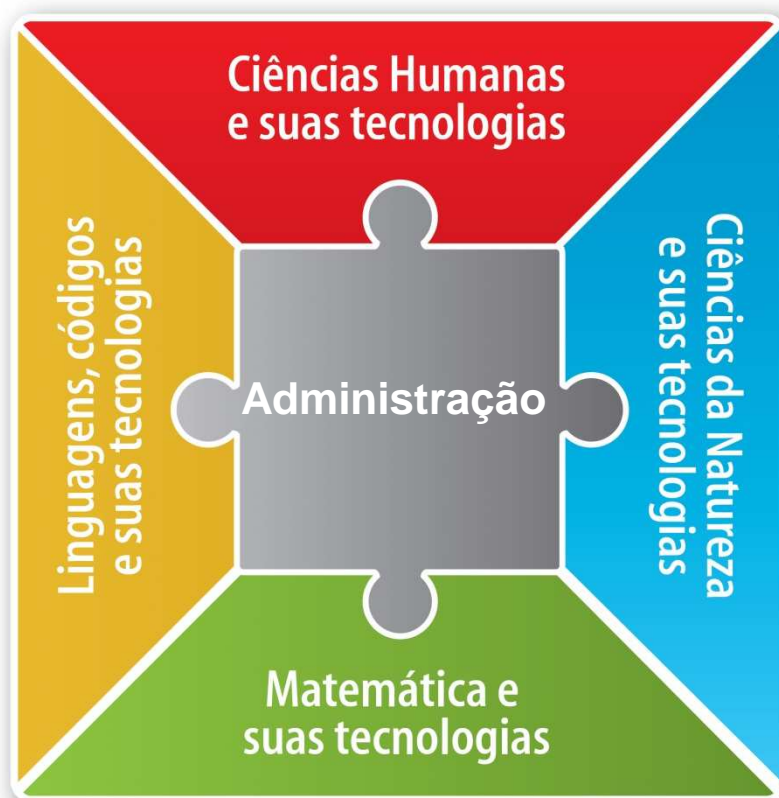 Ciências Humanas
e suas tecnologias
Linguagens, códigos
e suas tecnologias
Administração
Ciências da Natureza
e suas tecnologias
Matemática e
suas tecnologias